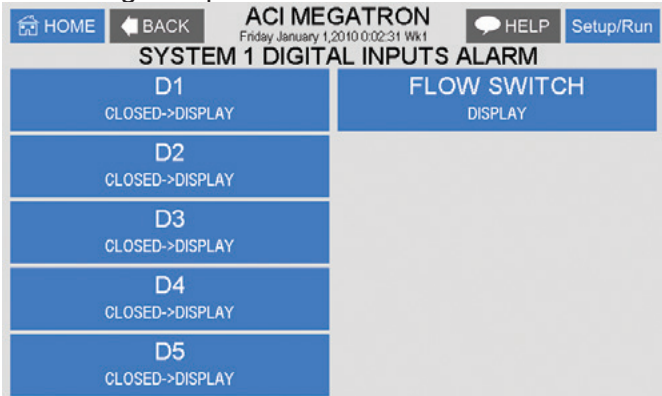 HOME
BACK
ACI MEGATRON
Friday January 1,2010 0:02:31 Wk1
HELP
Setup/Run
SYSTEM 1 DIGITAL INPUTS ALARM
D1
CLOSED->DISPLAY
FLOW SWITCH
DISPLAY
D2
CLOSED->DISPLAY
D3
CLOSED->DISPLAY
D4
CLOSED->DISPLAY
D5
CLOSED->DISPLAY